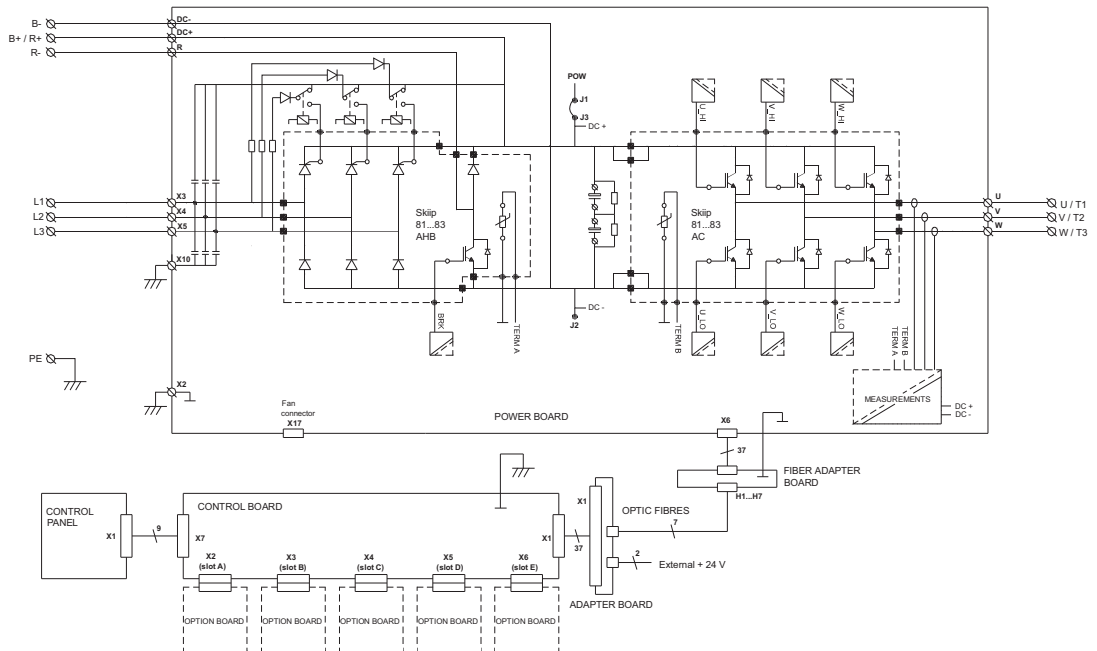 B-
DC-
B+ / R+
DC+
R-
R
POW
J1
J3
DC +
U_HI
V_HI
W_HI
L1
X3
L2
X4
L3
X5
X10
Skiip
81...83
AHB
Skiip
81...83
AC
U
U / T1
V
V / T2
W
W / T3
BRK
TERM A
DC -
J2
TERM B
U_LO
V_LO
W_LO
TERM B
TERM A
MEASUREMENTS
DC +
DC -
PE
X2
Fan
connector
X17
POWER BOARD
X6
37
FIBER ADAPTER
BOARD
H1...H7
CONTROL
PANEL
X1
9
X7
CONTROL BOARD
X1
37
X1
OPTIC FIBRES
7
2
External + 24 V
ADAPTER BOARD
X2
(slot A)
X3
(slot B)
X4
(slot C)
X5
(slot D)
X6
(slot E)
OPTION BOARD
OPTION BOARD
OPTION BOARD
OPTION BOARD
OPTION BOARD